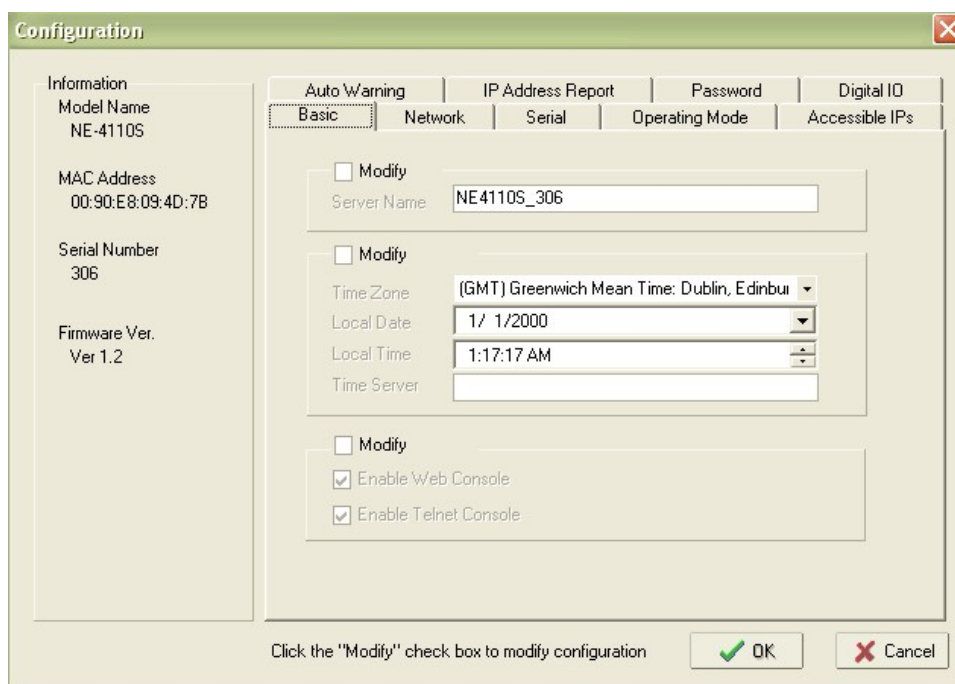 Configuration
Information
Model Name
NE-4110S
MAC Address
00:90:E8:09:4D:7B
Serial Number
306
Firmware Ver.
Ver 1.2
Auto Warning
IP Address Report
Password
Digital IO
Basic
Network
Serial
Operating Mode
Accessible IPs
Modify
Server Name
NE4110S_306
Modify
Time Zone
(GMT) Greenwich Mean Time: Dublin, Edinbur
Local Date
1/ 1/2000
Local Time
1:17:17 AM
Time Server
Modify
Enable Web Console
Enable Telnet Console
Click the "Modify" check box to modify configuration
OK
Cancel